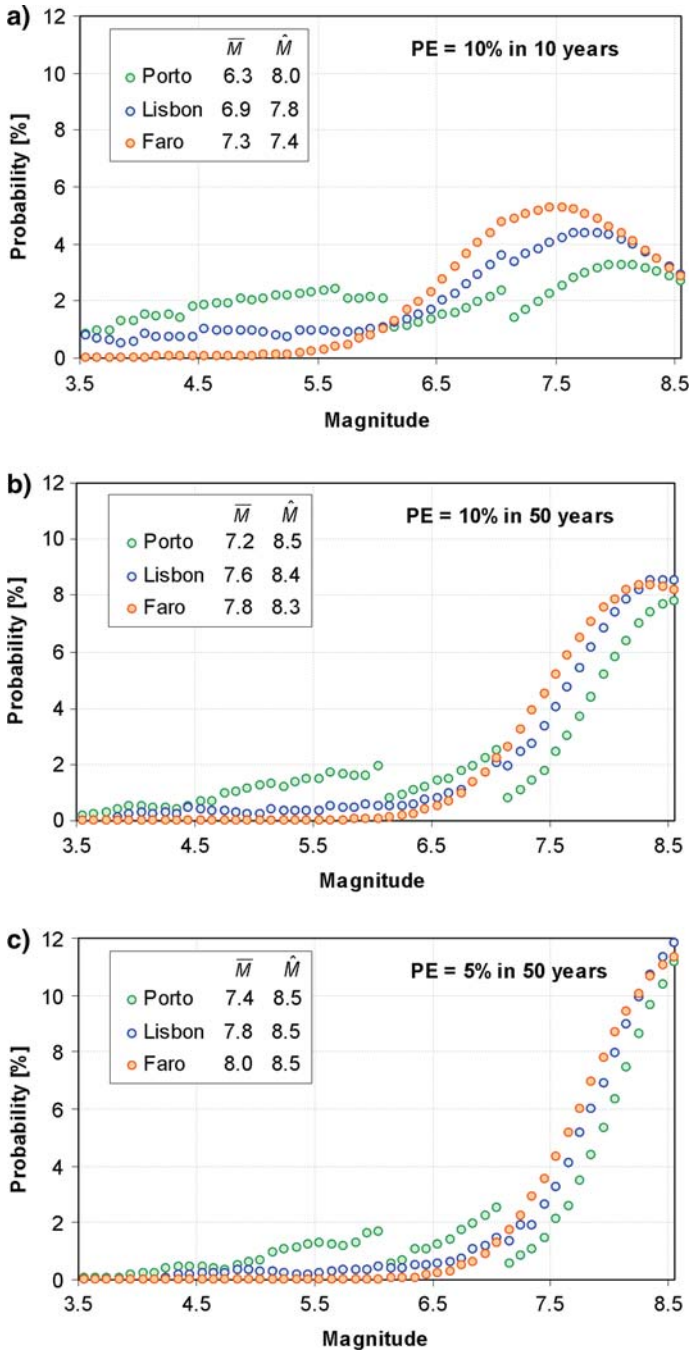 a)
12
10
8
6
4
2
0
Probability [%]
M̅ M̂
Porto 6.3 8.0
Lisbon 6.9 7.8
Faro 7.3 7.4
PE = 10% in 10 years
3.5 4.5 5.5 6.5 7.5 8.5
Magnitude
b)
12
10
8
6
4
2
0
Probability [%]
M̅ M̂
Porto 7.2 8.5
Lisbon 7.6 8.4
Faro 7.8 8.3
PE = 10% in 50 years
3.5 4.5 5.5 6.5 7.5 8.5
Magnitude
c)
12
10
8
6
4
2
0
Probability [%]
M̅ M̂
Porto 7.4 8.5
Lisbon 7.8 8.5
Faro 8.0 8.5
PE = 5% in 50 years
3.5 4.5 5.5 6.5 7.5 8.5
Magnitude